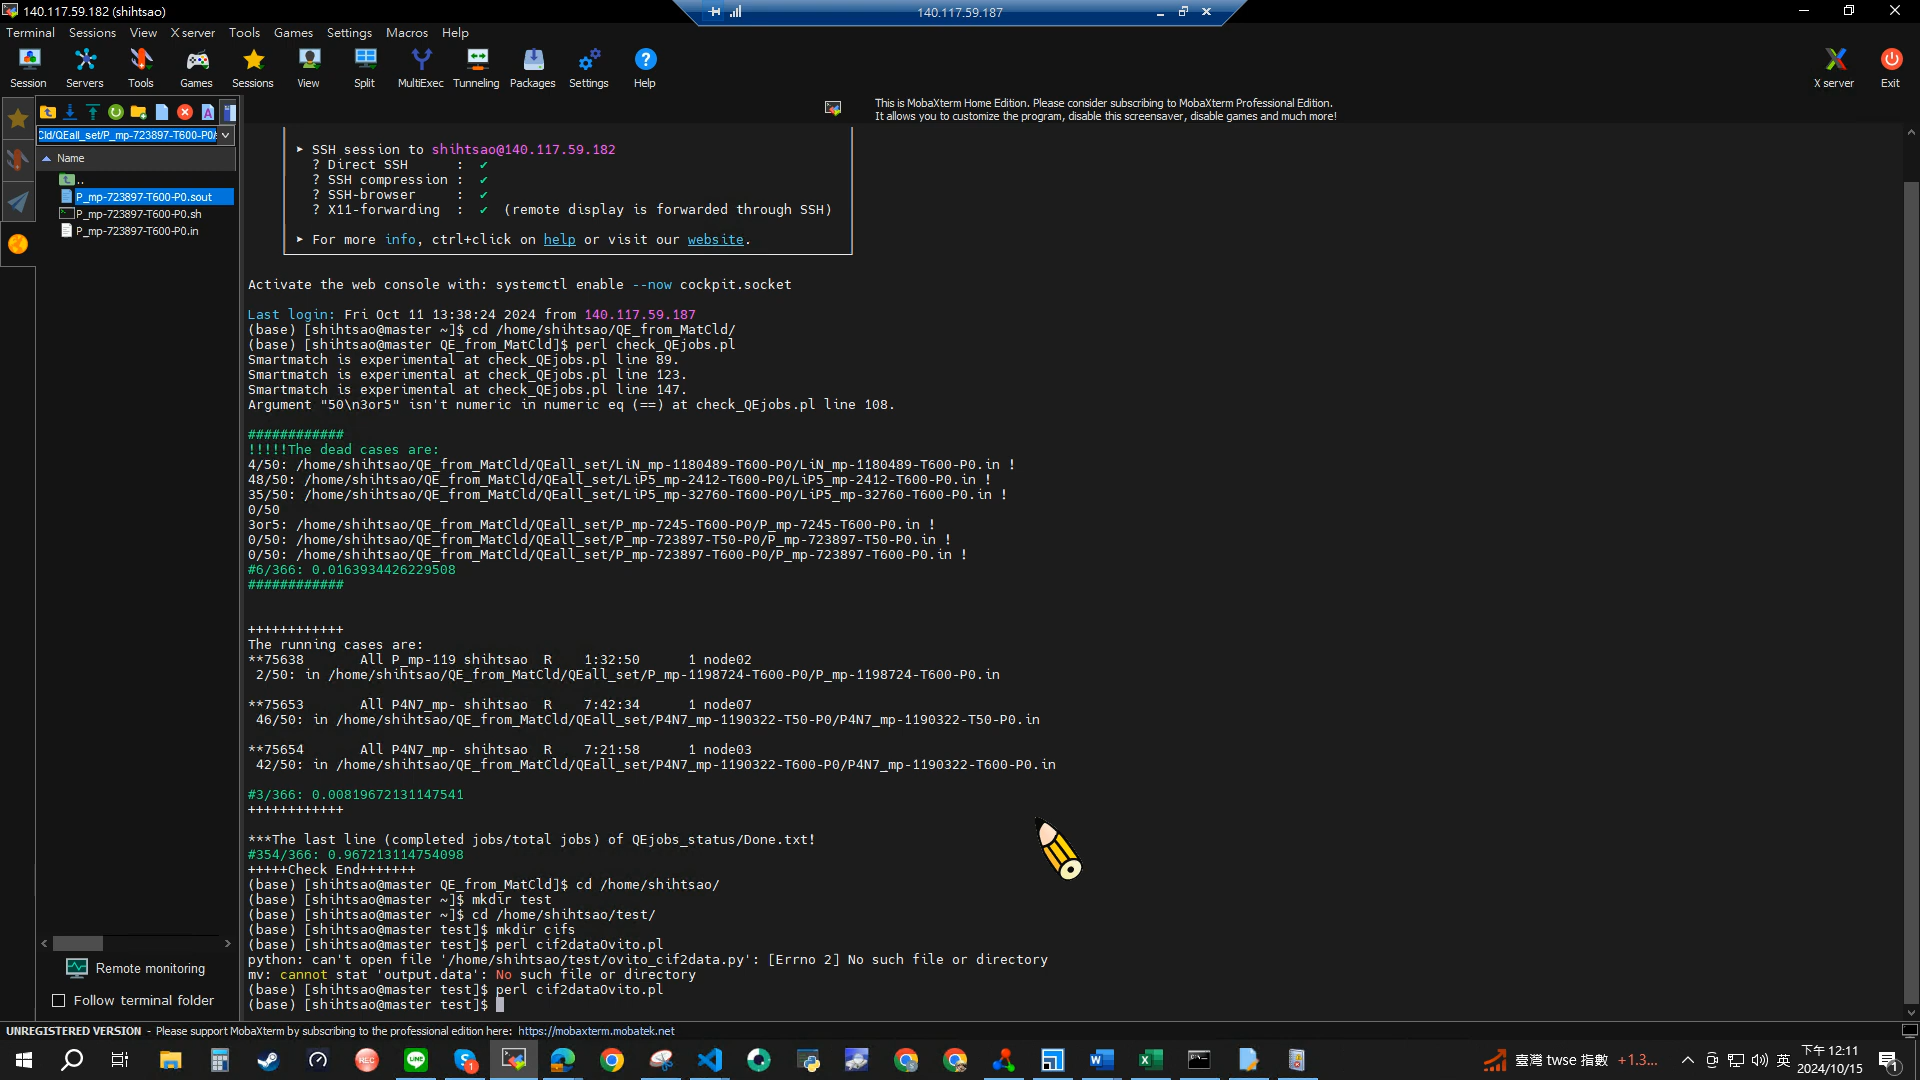 140.117.59.182 (shihtsao)
140.117.59.187
Terminal Sessions View X server Tools Games Settings Macros Help
Session Servers Tools Games Sessions View Split MultiExec Tunneling Packages Settings Help X server Exit
This is MobaXterm Home Edition. Please consider subscribing to MobaXterm Professional Edition.
It allows you to customize the program, disable this screensaver, disable games and much more!
Cld/QEall_set/P_mp-723897-T600-P0/
Name
..
P_mp-723897-T600-P0.sout
P_mp-723897-T600-P0.sh
P_mp-723897-T600-P0.in
Remote monitoring
Follow terminal folder
➤ SSH session to shihtsao@140.117.59.182
? Direct SSH : ✔
? SSH compression : ✔
? SSH-browser : ✔
? X11-forwarding : ✔ (remote display is forwarded through SSH)
➤ For more info, ctrl+click on help or visit our website.
Activate the web console with: systemctl enable --now cockpit.socket
Last login: Fri Oct 11 13:38:24 2024 from 140.117.59.187
(base) [shihtsao@master ~]$ cd /home/shihtsao/QE_from_MatCld/
(base) [shihtsao@master QE_from_MatCld]$ perl check_QEjobs.pl
Smartmatch is experimental at check_QEjobs.pl line 89.
Smartmatch is experimental at check_QEjobs.pl line 123.
Smartmatch is experimental at check_QEjobs.pl line 147.
Argument "50\n3or5" isn't numeric in numeric eq (==) at check_QEjobs.pl line 108.
############
!!!!!The dead cases are:
4/50: /home/shihtsao/QE_from_MatCld/QEall_set/LiN_mp-1180489-T600-P0/LiN_mp-1180489-T600-P0.in !
48/50: /home/shihtsao/QE_from_MatCld/QEall_set/LiP5_mp-2412-T600-P0/LiP5_mp-2412-T600-P0.in !
35/50: /home/shihtsao/QE_from_MatCld/QEall_set/LiP5_mp-32760-T600-P0/LiP5_mp-32760-T600-P0.in !
0/50
3or5: /home/shihtsao/QE_from_MatCld/QEall_set/P_mp-7245-T600-P0/P_mp-7245-T600-P0.in !
0/50: /home/shihtsao/QE_from_MatCld/QEall_set/P_mp-723897-T50-P0/P_mp-723897-T50-P0.in !
0/50: /home/shihtsao/QE_from_MatCld/QEall_set/P_mp-723897-T600-P0/P_mp-723897-T600-P0.in !
#6/366: 0.0163934426229508
############
++++++++++++
The running cases are:
**75638 All P_mp-119 shihtsao R 1:32:50 1 node02
2/50: in /home/shihtsao/QE_from_MatCld/QEall_set/P_mp-1198724-T600-P0/P_mp-1198724-T600-P0.in
**75653 All P4N7_mp- shihtsao R 7:42:34 1 node07
46/50: in /home/shihtsao/QE_from_MatCld/QEall_set/P4N7_mp-1190322-T50-P0/P4N7_mp-1190322-T50-P0.in
**75654 All P4N7_mp- shihtsao R 7:21:58 1 node03
42/50: in /home/shihtsao/QE_from_MatCld/QEall_set/P4N7_mp-1190322-T600-P0/P4N7_mp-1190322-T600-P0.in
#3/366: 0.00819672131147541
++++++++++++
***The last line (completed jobs/total jobs) of QEjobs_status/Done.txt!
#354/366: 0.967213114754098
+++++Check End+++++++
(base) [shihtsao@master QE_from_MatCld]$ cd /home/shihtsao/
(base) [shihtsao@master ~]$ mkdir test
(base) [shihtsao@master ~]$ cd /home/shihtsao/test/
(base) [shihtsao@master test]$ mkdir cifs
(base) [shihtsao@master test]$ perl cif2dataOvito.pl
python: can't open file '/home/shihtsao/test/ovito_cif2data.py': [Errno 2] No such file or directory
mv: cannot stat 'output.data': No such file or directory
(base) [shihtsao@master test]$ perl cif2dataOvito.pl
(base) [shihtsao@master test]$
UNREGISTERED VERSION - Please support MobaXterm by subscribing to the professional edition here: https://mobaxterm.mobatek.net
REC LINE 1 臺灣 twse 指數 +1.3... 英 下午 12:11
2024/10/15 1